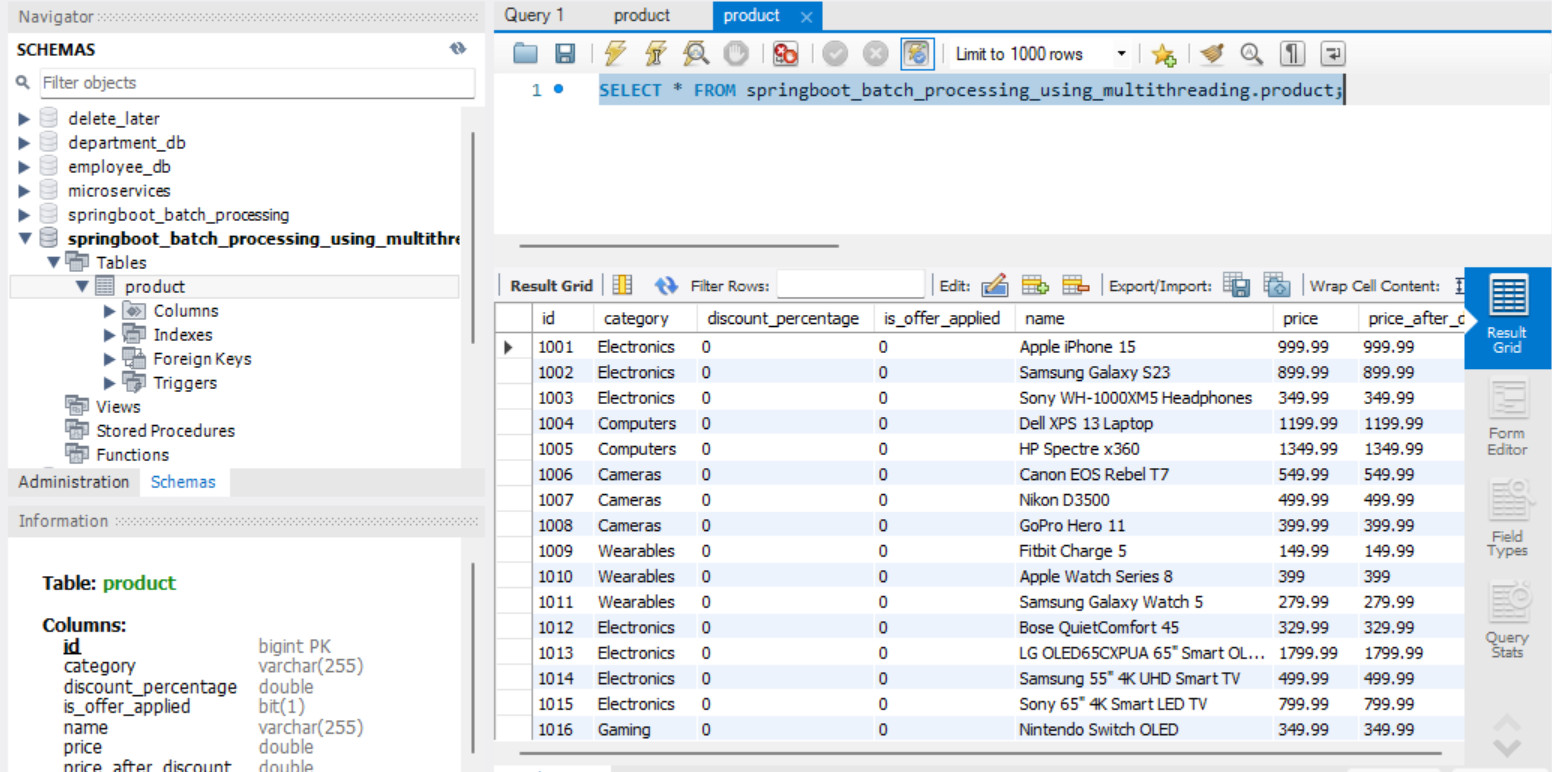 Navigator
SCHEMAS
Filter objects
delete_later
department_db
employee_db
microservices
springboot_batch_processing
springboot_batch_processing_using_multithre
Tables
product
Columns
Indexes
Foreign Keys
Triggers
Views
Stored Procedures
Functions
Administration Schemas
Information
Table: product
Columns:
id bigint PK
category varchar(255)
discount_percentage double
is_offer_applied bit(1)
name varchar(255)
price double
price_after_discount double
Query 1 product product
Limit to 1000 rows
1 SELECT * FROM springboot_batch_processing_using_multithreading.product;
Result Grid Filter Rows: Edit: Export/Import: Wrap Cell Content:
id category discount_percentage is_offer_applied name price price_after_d
1001 Electronics 0 0 Apple iPhone 15 999.99 999.99
1002 Electronics 0 0 Samsung Galaxy S23 899.99 899.99
1003 Electronics 0 0 Sony WH-1000XM5 Headphones 349.99 349.99
1004 Computers 0 0 Dell XPS 13 Laptop 1199.99 1199.99
1005 Computers 0 0 HP Spectre x360 1349.99 1349.99
1006 Cameras 0 0 Canon EOS Rebel T7 549.99 549.99
1007 Cameras 0 0 Nikon D3500 499.99 499.99
1008 Cameras 0 0 GoPro Hero 11 399.99 399.99
1009 Wearables 0 0 Fitbit Charge 5 149.99 149.99
1010 Wearables 0 0 Apple Watch Series 8 399 399
1011 Wearables 0 0 Samsung Galaxy Watch 5 279.99 279.99
1012 Electronics 0 0 Bose QuietComfort 45 329.99 329.99
1013 Electronics 0 0 LG OLED65CXPUA 65" Smart OL... 1799.99 1799.99
1014 Electronics 0 0 Samsung 55" 4K UHD Smart TV 499.99 499.99
1015 Electronics 0 0 Sony 65" 4K Smart LED TV 799.99 799.99
1016 Gaming 0 0 Nintendo Switch OLED 349.99 349.99
Result
Grid
Form
Editor
Field
Types
Query
Stats